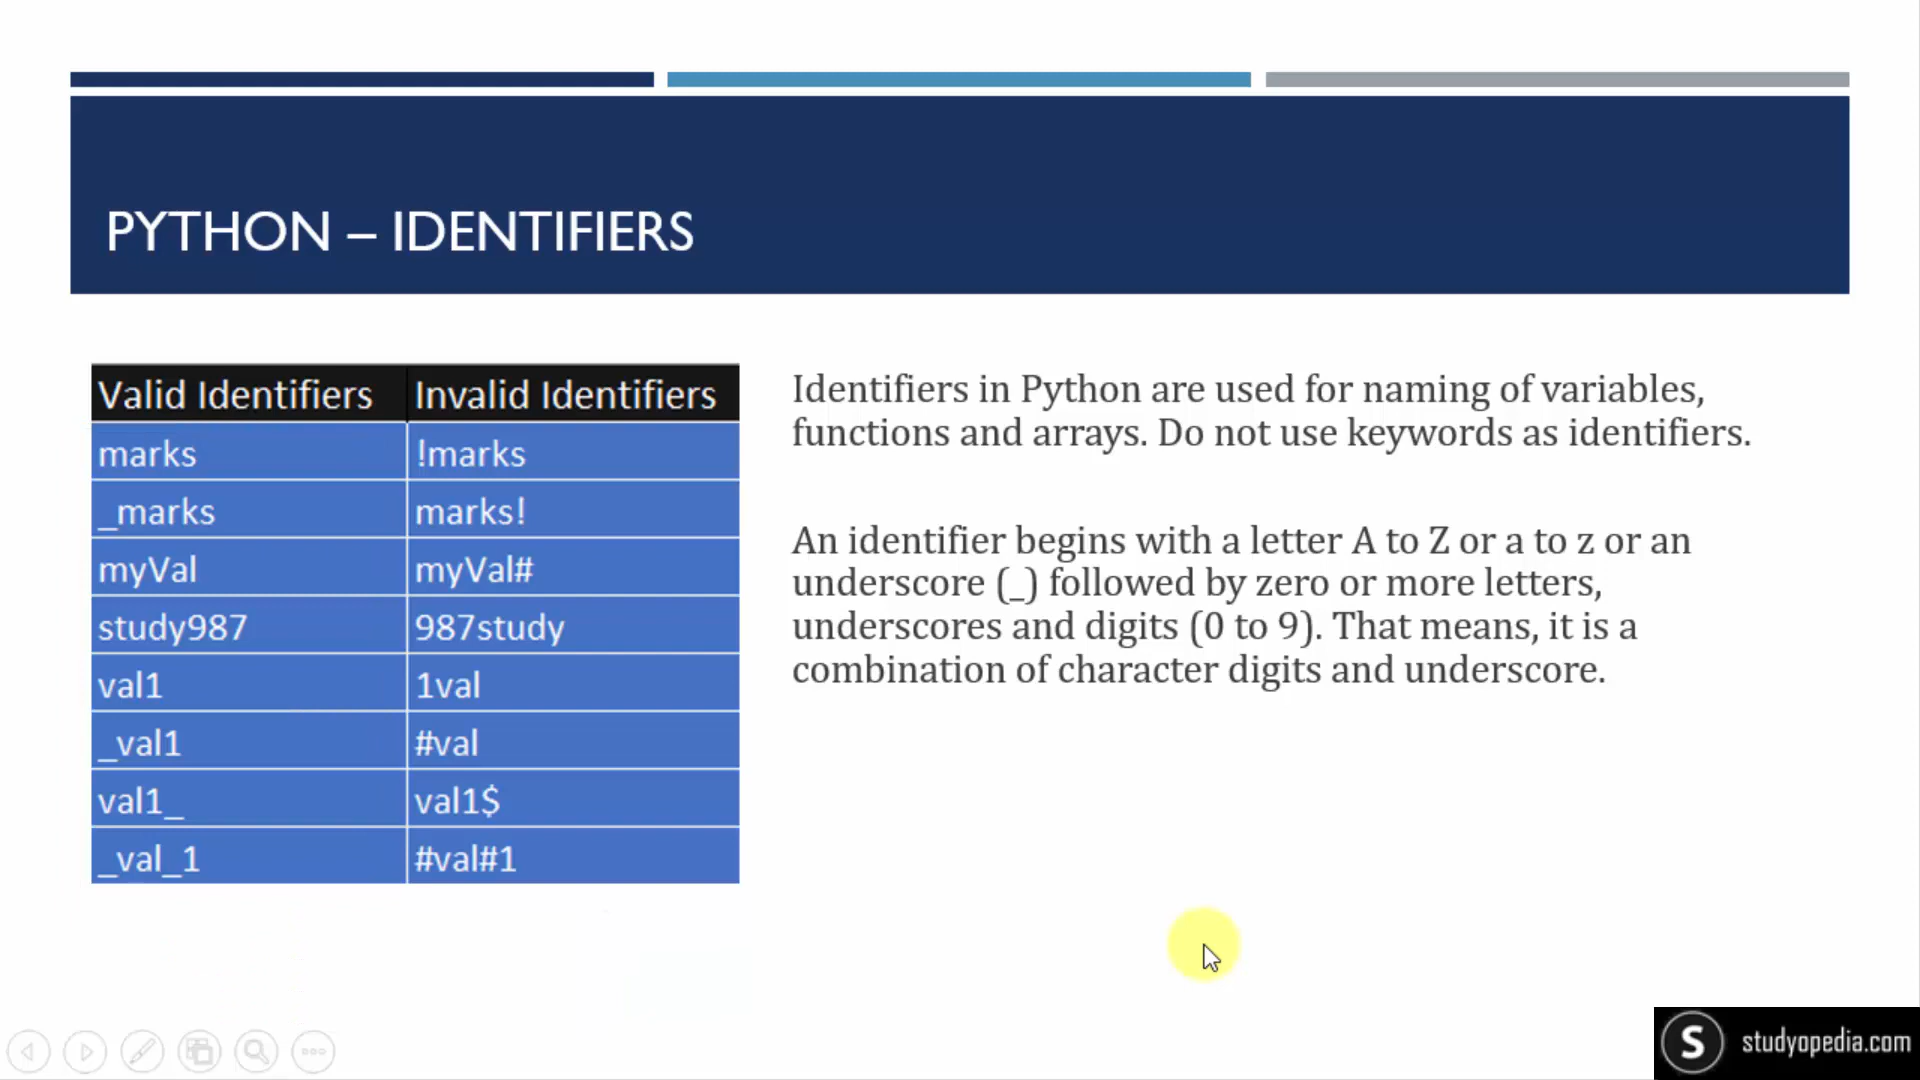 PYTHON – IDENTIFIERS
Valid Identifiers Invalid Identifiers
marks !marks
_marks marks!
myVal myVal#
study987 987study
val1 1val
_val1 #val
val1_ val1$
_val_1 #val#1
Identifiers in Python are used for naming of variables,
functions and arrays. Do not use keywords as identifiers.
An identifier begins with a letter A to Z or a to z or an
underscore (_) followed by zero or more letters,
underscores and digits (0 to 9). That means, it is a
combination of character digits and underscore.
S studyopedia.com